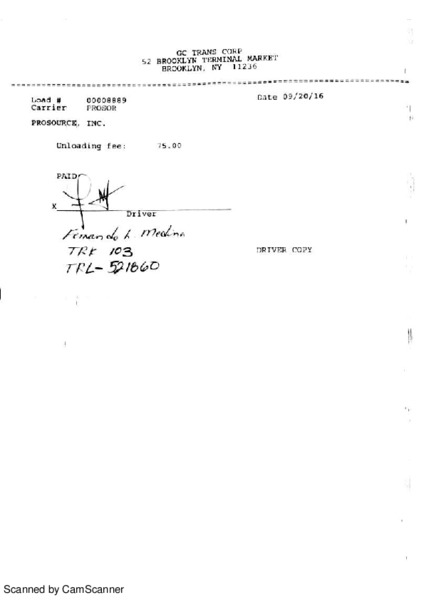 GC TRANS CORP
52 BROOKLYN TERMINAL MARKET
BROOKLYN, NY 11236
Load # 00008889 Date 09/20/16
Carrier PROSOR
PROSOURCE, INC.
Unloading fee: 75.00
PAID
X
Driver
Fernando L Medina
TRK 103
DRIVER COPY
TRL-521860
Scanned by CamScanner